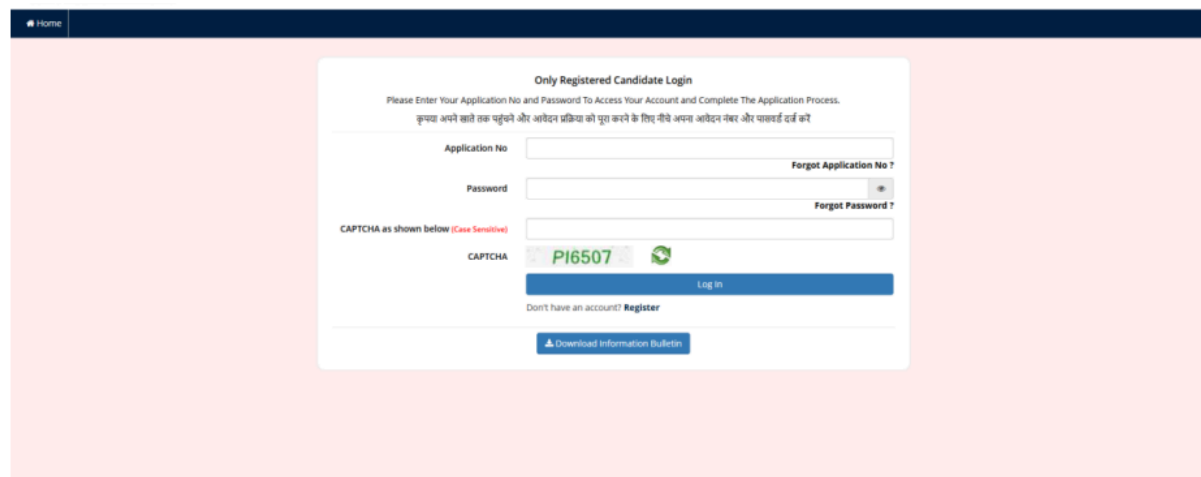 Home
Only Registered Candidate Login
Please Enter Your Application No and Password To Access Your Account and Complete The Application Process.
कृपया अपने खाते तक पहुंचने और आवेदन प्रक्रिया को पूरा करने के लिए नीचे अपना आवेदन नंबर और पासवर्ड दर्ज करें
Application No
Forgot Application No ?
Password
Forgot Password ?
CAPTCHA as shown below (Case Sensitive)
CAPTCHA PI6507
Log In
Don't have an account? Register
Download Information Bulletin